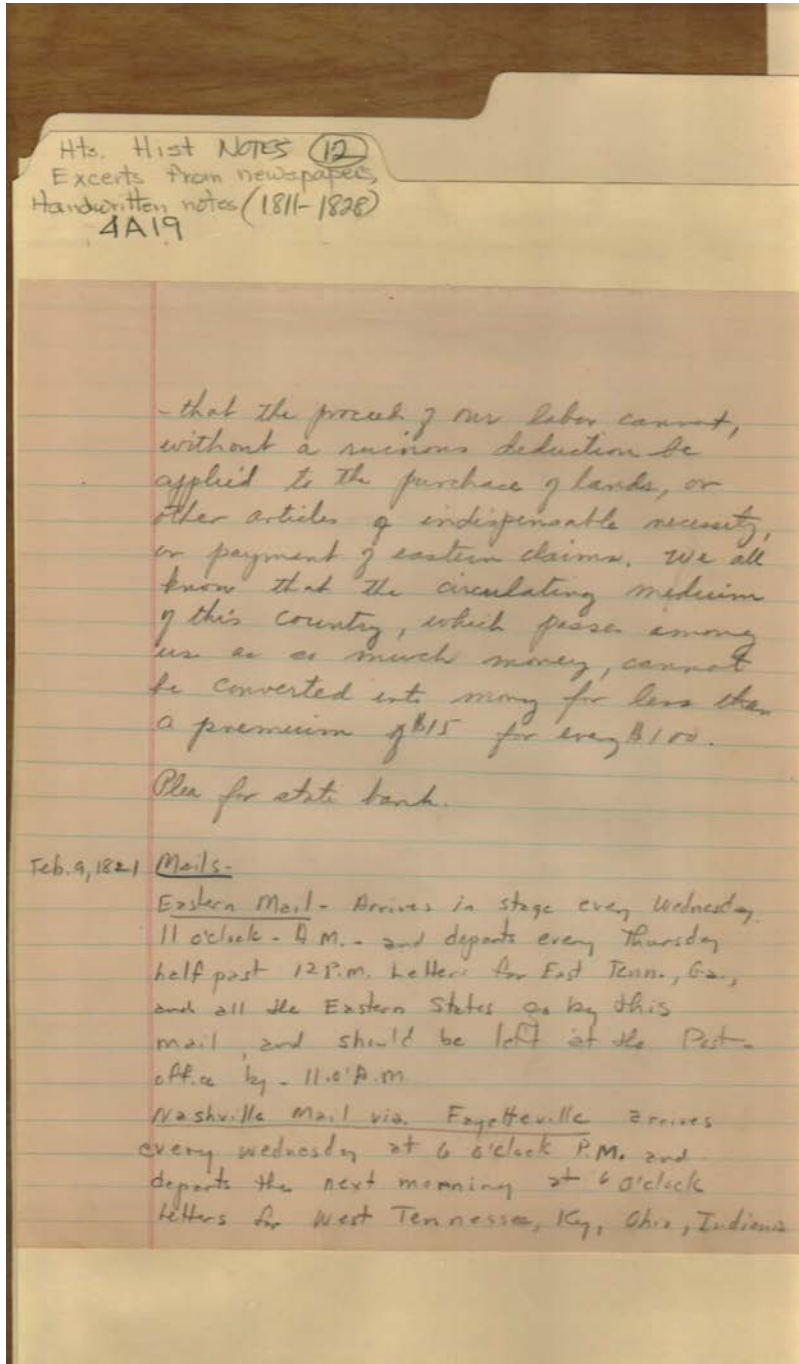 Hts. Hist NOTES 12
Excerts from newspapers,
Handwritten notes (1811-1828)
4A19
- that the proceeds of our labor cannot,
without a ruinous deduction be
applied to the purchace of lands, or
other articles of indispensable necessity,
or payment of eastern claims. We all
know that the circulating medium
of this country, which passes among
us as so much money, cannot
be converted into money for less than
a premium of $15 for every $100.
Plea for state bank.
Feb. 9, 1821 Mails-
Eastern Mail - Arrives in stage every Wednesday
11 o'clock - A M. - and departs every Thursday
half past 12 P.m. Letters for East Tenn., Ga.,
and all the Eastern States go by this
mail, and should be left at the Post-
office by - 11.o'A.m
Nashville Mail via. Fayetteville arrives
every wednesday at 6 o'clock P.M. and
departs the next mornning at 6 o'clock
Letters for West Tennessee, Ky, Ohio, Indiana